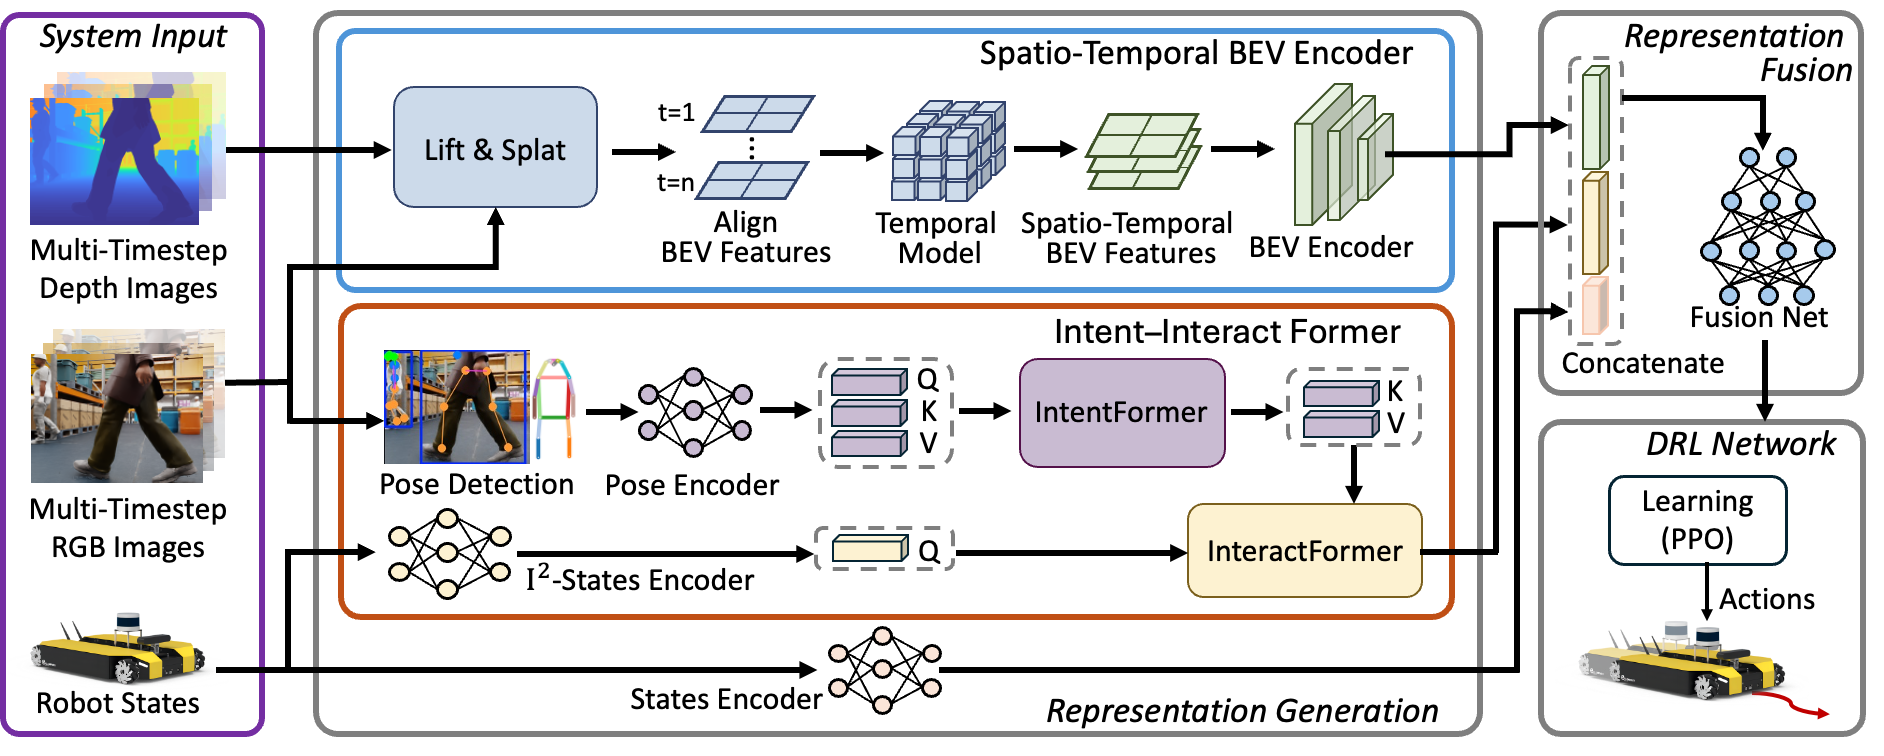 System Input
Multi-Timestep
Depth Images
Multi-Timestep
RGB Images
Robot States
Spatio-Temporal BEV Encoder
Lift & Splat
t=1
t=n
Align
BEV Features
Temporal
Model
Spatio-Temporal
BEV Features
BEV Encoder
Intent–Interact Former
Pose Detection
Pose Encoder
Q
K
V
IntentFormer
K
V
I²-States Encoder
Q
InteractFormer
States Encoder
Representation Generation
Representation
Fusion
Concatenate
Fusion Net
DRL Network
Learning
(PPO)
Actions